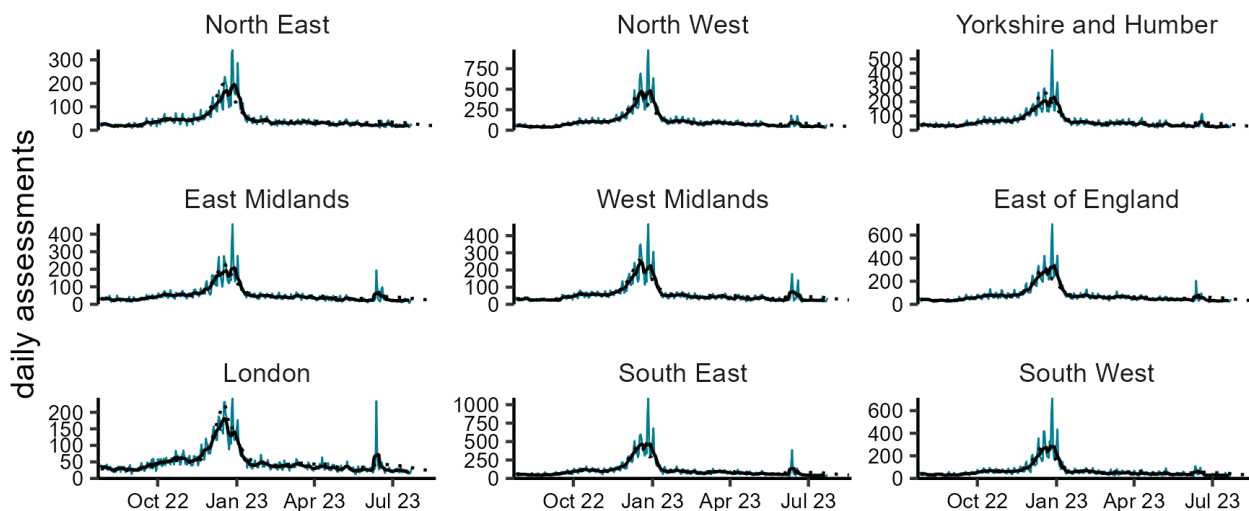 North East North West Yorkshire and Humber
300 200 100 0
750 500 250 0
500 400 300 200 100 0
daily assessments
East Midlands West Midlands East of England
400 300 200 100 0
400 300 200 100 0
600 400 200 0
London South East South West
200 150 100 50 0
1000 750 500 250 0
600 400 200 0
Oct 22 Jan 23 Apr 23 Jul 23 Oct 22 Jan 23 Apr 23 Jul 23 Oct 22 Jan 23 Apr 23 Jul 23